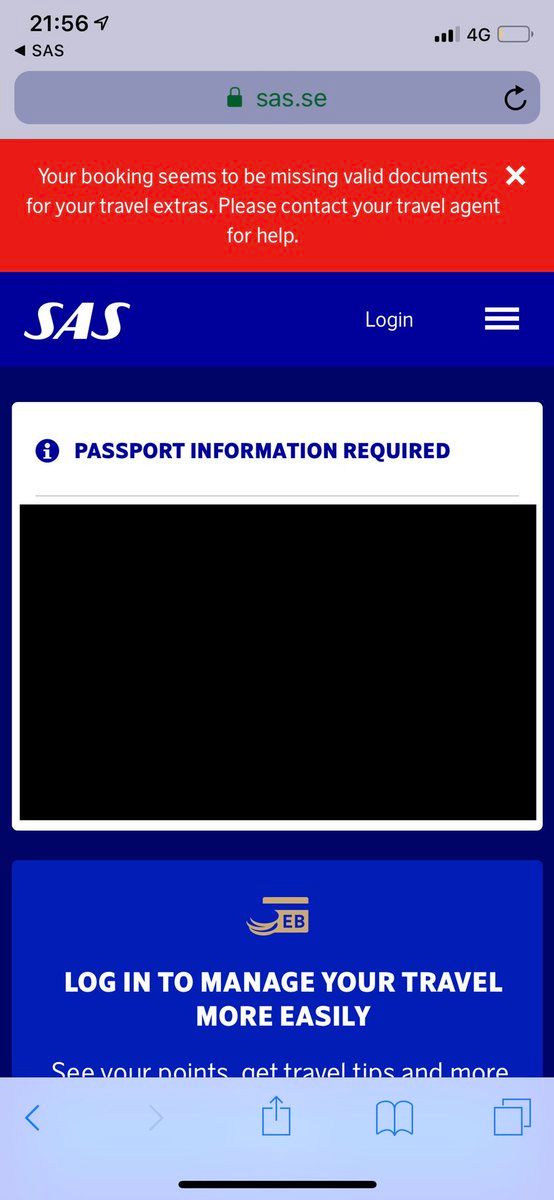 21:56
4G
◀ SAS
sas.se
Your booking seems to be missing valid documents
for your travel extras. Please contact your travel agent
for help.
SAS
Login
PASSPORT INFORMATION REQUIRED
EB
LOG IN TO MANAGE YOUR TRAVEL
MORE EASILY
See your points, get travel tips and more